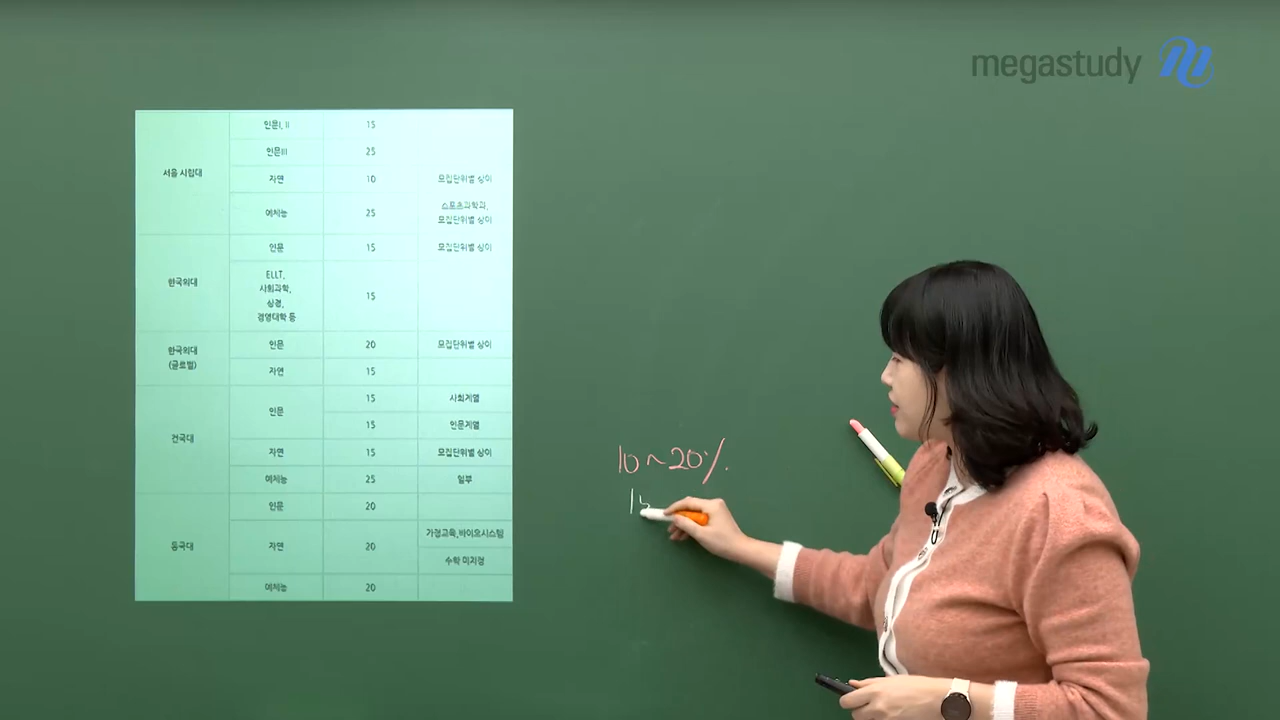 megastudy
서울 시립대
인문I, II 15
인문III 25
자연 10 모집단위별 상이
예체능 25 스포츠과학과,
모집단위별 상이
한국외대
인문 15 모집단위별 상이
ELLT,
사회과학,
상경,
경영대학 등
15
한국외대
(글로벌)
인문 20 모집단위별 상이
자연 15
건국대
인문
15 사회계열
15 인문계열
자연 15 모집단위별 상이
예체능 25 일부
동국대
인문 20
자연 20
가정교육,바이오시스템
수학 미지정
예체능 20
10~20%.
15